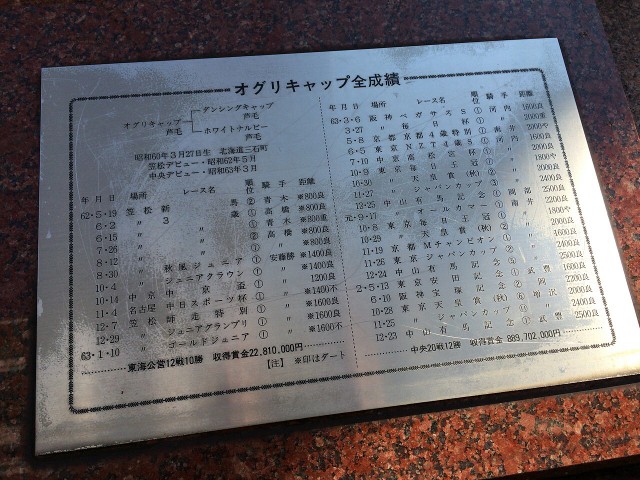 オグリキャップ全成績
ダンシングキャップ
芦毛
オグリキャップ
芦毛
ホワイトナルビー
芦毛
昭和60年3月27日生 北海道三石町
笠松デビュー・昭和62年5月
中央デビュー・昭和63年3月
年月日 場所 レース名 順位 騎手 距離
62・5・19 笠松 新馬 ② 青木 ※800良
6・2 〃 3歳 ① 高橋 ※800良
6・15 〃 〃 ① 青木 ※800重
7・26 〃 〃 ② 高橋 ※800良
8・12 〃 〃 ① 〃 ※800良
8・30 〃 秋風ジュニア ① 安藤勝 ※1400良
10・4 〃 ジュニアクラウン ① 〃 ※1400良
10・14 中京 中京盃 ① 〃 1200良
11・4 名古屋 中日スポーツ杯 ① 〃 ※1400不
12・7 笠松 師走特別 ① 〃 ※1600良
12・29 〃 ジュニアグランプリ ① 〃 ※1600良
63・1・10 〃 ゴールドジュニア ① 〃 ※1600不
東海公営12戦10勝 収得賞金22,810,000円
【注】 ※印はダート
年月日 場所 レース名 順位 騎手 距離
63・3・6 阪神 ペガサスS ① 河内 1600良
3・27 〃 毎日杯 ① 〃 2000重
5・8 京都 京都4歳特別 ① 南井 2000稍
6・5 東京 NZT4歳S ① 河内 1600良
7・10 中京 高松宮杯 ① 〃 2000良
10・9 東京 毎日王冠 ① 〃 1800稍
10・30 〃 天皇賞(秋) ② 〃 2000良
11・27 〃 ジャパンカップ ③ 〃 2400良
12・25 中山 有馬記念 ① 岡部 2500良
元・9・17 〃 オールカマー ① 南井 2200良
10・8 東京 毎日王冠 ① 〃 1800良
10・29 〃 天皇賞(秋) ② 〃 2000良
11・19 京都 Mチャンピオン ① 〃 1600良
11・26 東京 ジャパンカップ ② 〃 2400良
12・24 中山 有馬記念 ⑤ 〃 2500良
2・5・13 東京 安田記念 ① 武豊 1600良
6・10 阪神 宝塚記念 ② 岡 2200良
10・28 東京 天皇賞(秋) ⑥ 増沢 2000良
11・25 〃 ジャパンカップ ⑪ 〃 2400良
12・23 中山 有馬記念 ① 武豊 2500良
中央20戦12勝 収得賞金 889,702,000円